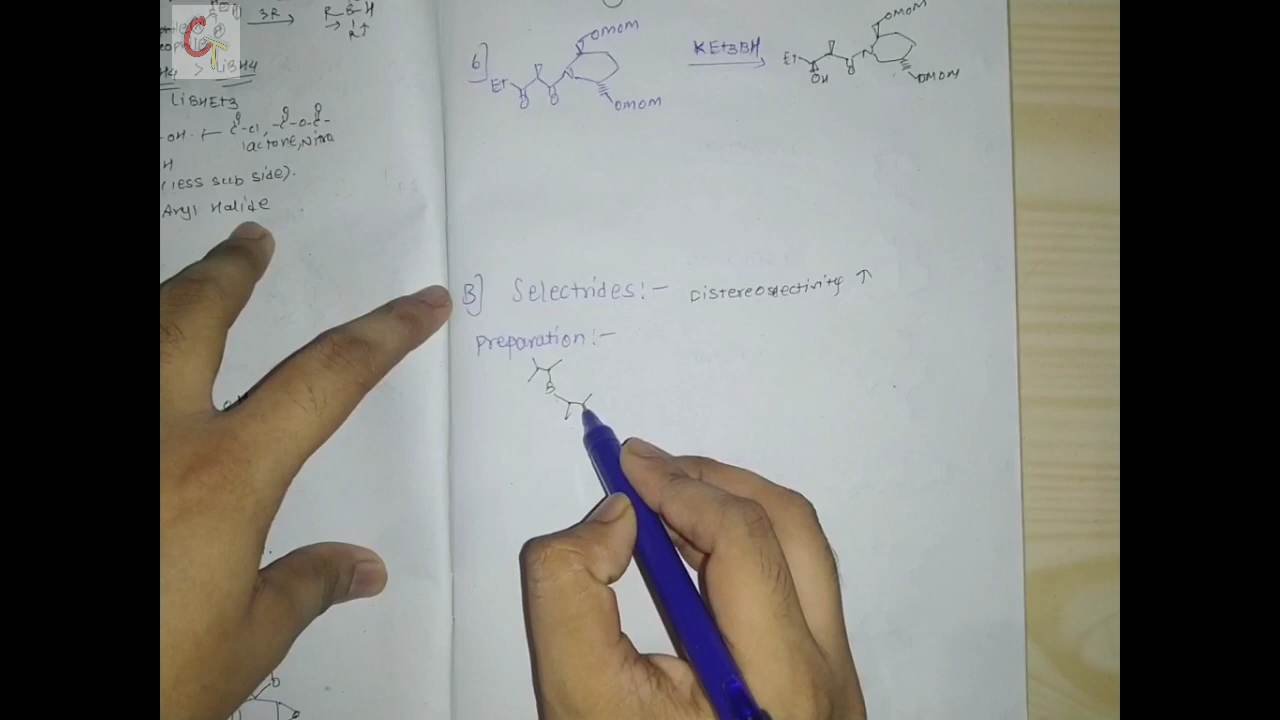 3R R-B-H
R
LiBH4
LiBHEt3
-OH
C-Cl, -C-O-C-
lactone, Nitro
H
(less sub side).
Aryl Halide
6]
OMOM
Et
O O
N
OMOM
KEt3BH
OMOM
Et
OH O
N
OMOM
B] Selectrides:- Distereoselectivity ↑
preparation:-
B